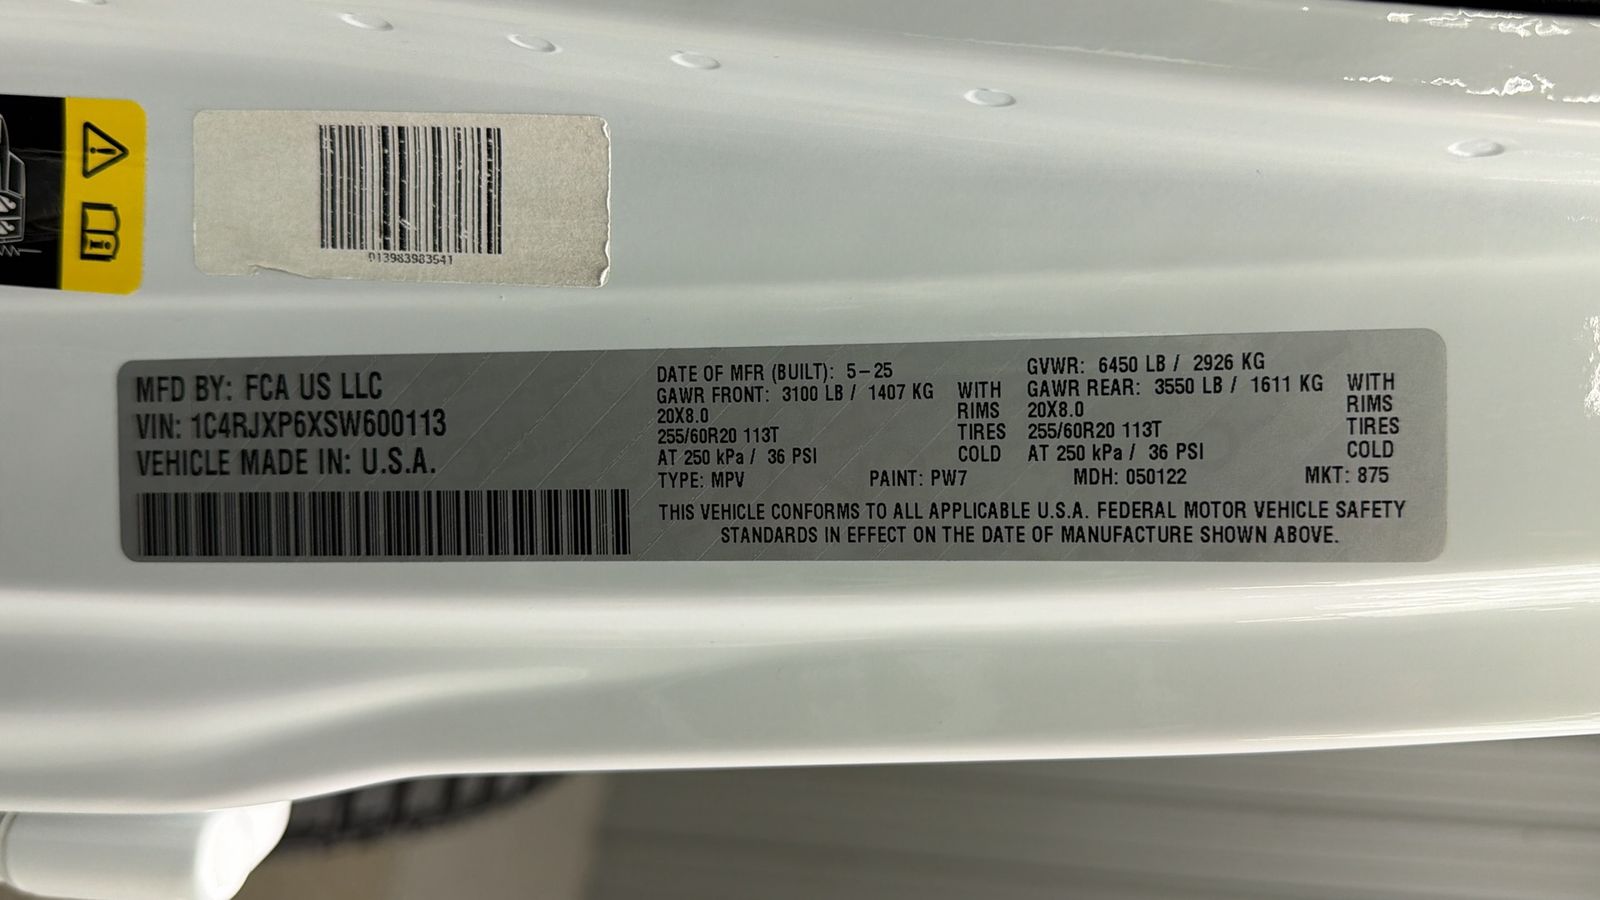 013983983541
MFD BY: FCA US LLC
VIN: 1C4RJXP6XSW600113
VEHICLE MADE IN: U.S.A.
DATE OF MFR (BUILT): 5-25
GAWR FRONT: 3100 LB / 1407 KG WITH
20X8.0 RIMS
255/60R20 113T TIRES
AT 250 kPa / 36 PSI COLD
GVWR: 6450 LB / 2926 KG
GAWR REAR: 3550 LB / 1611 KG WITH
20X8.0 RIMS
255/60R20 113T TIRES
AT 250 kPa / 36 PSI COLD
TYPE: MPV PAINT: PW7 MDH: 050122 MKT: 875
THIS VEHICLE CONFORMS TO ALL APPLICABLE U.S.A. FEDERAL MOTOR VEHICLE SAFETY
STANDARDS IN EFFECT ON THE DATE OF MANUFACTURE SHOWN ABOVE.